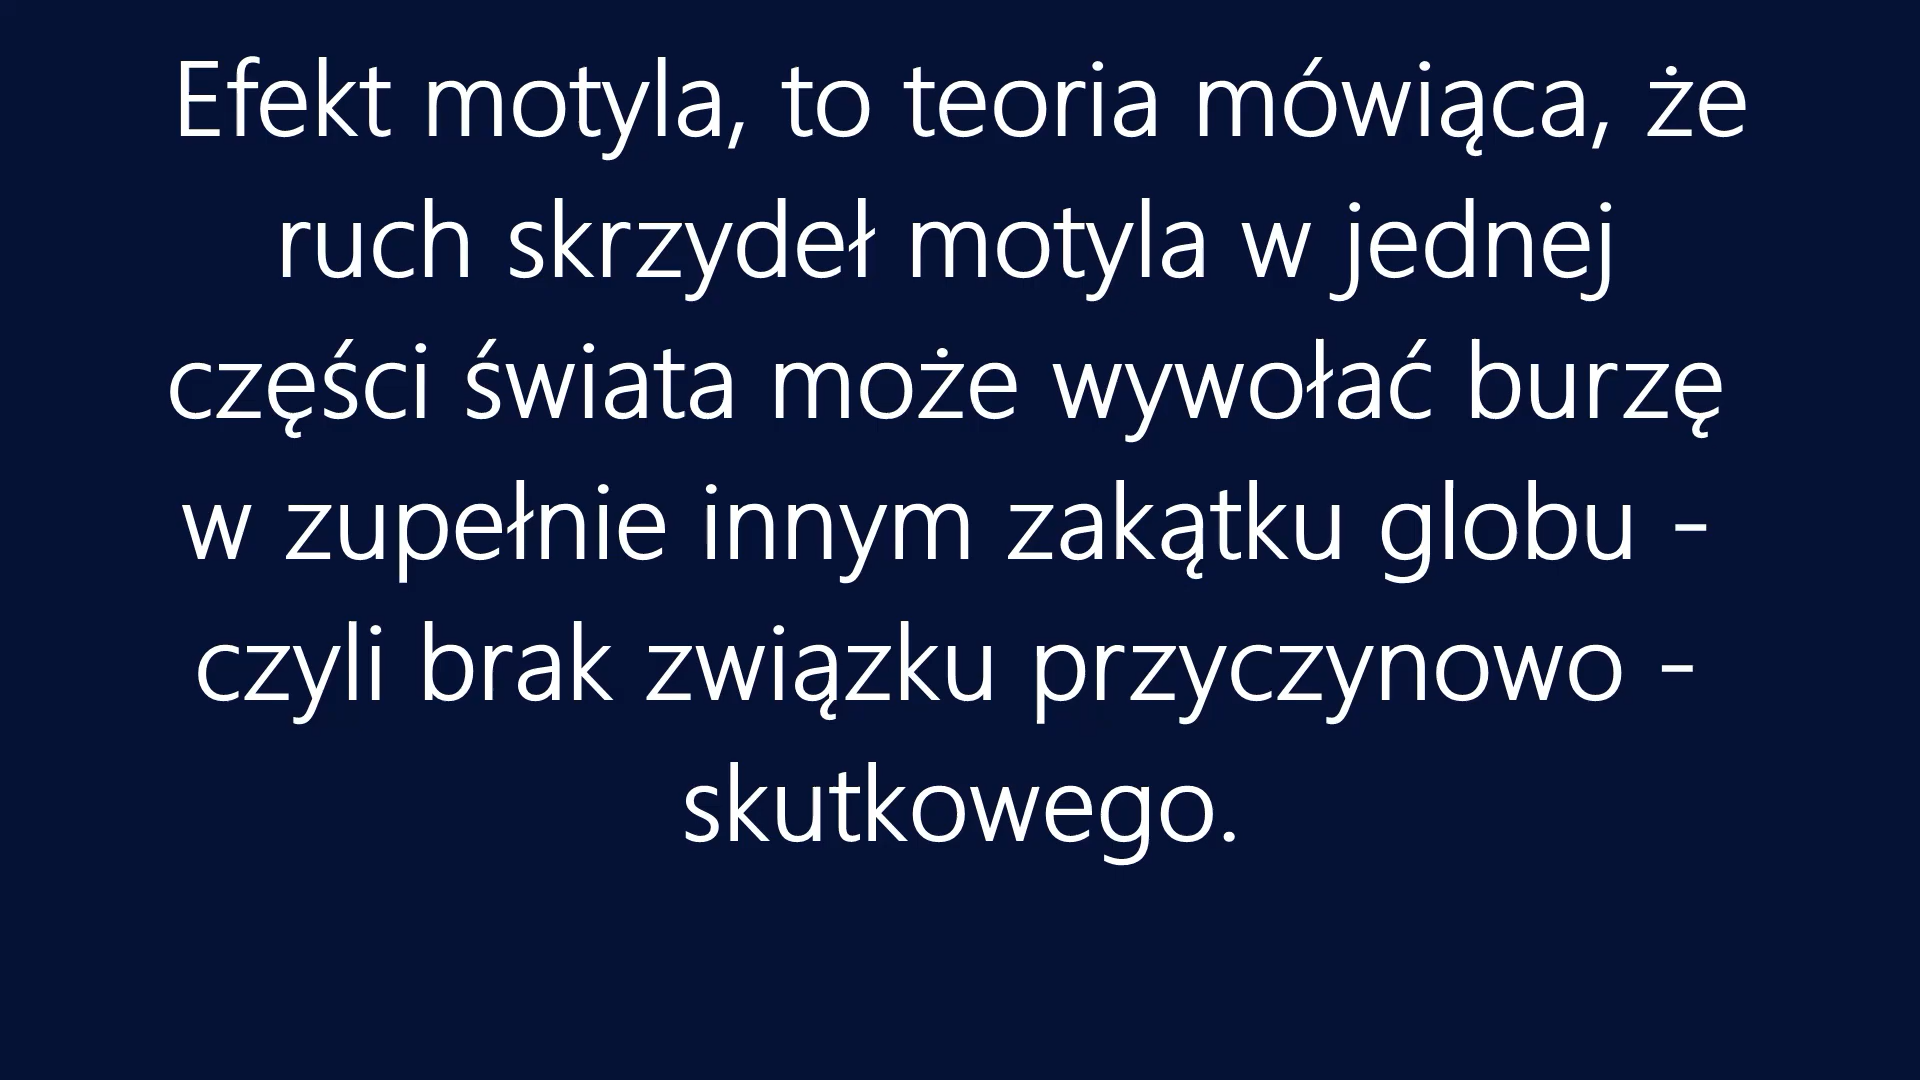 Efekt motyla, to teoria mówiąca, że
ruch skrzydeł motyla w jednej
części świata może wywołać burzę
w zupełnie innym zakątku globu -
czyli brak związku przyczynowo -
skutkowego.